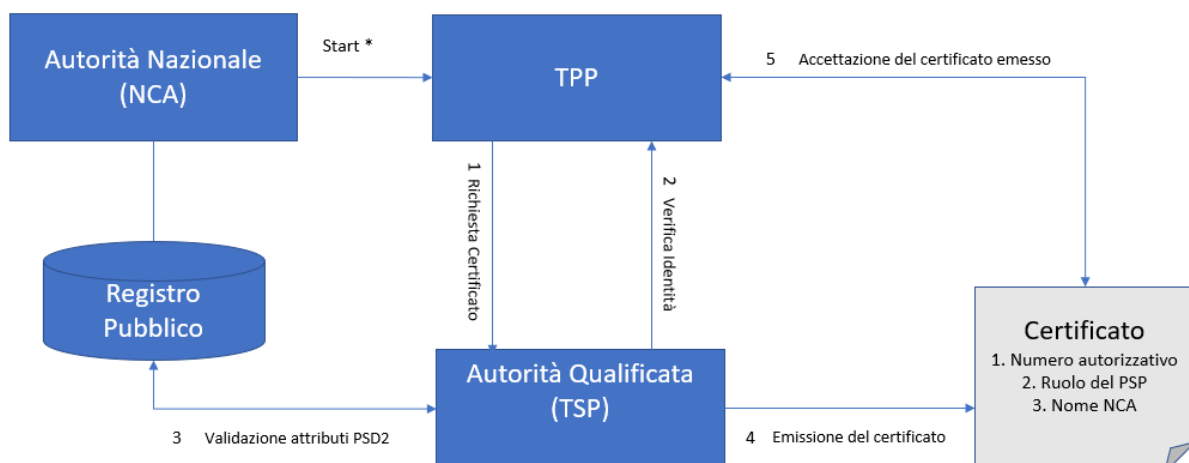 Autorità Nazionale
(NCA)
Start *
TPP
5 Accettazione del certificato emesso
1 Richiesta Certificato
2 Verifica Identità
Registro
Pubblico
Autorità Qualificata
(TSP)
3 Validazione attributi PSD2
4 Emissione del certificato
Certificato
1. Numero autorizzativo
2. Ruolo del PSP
3. Nome NCA